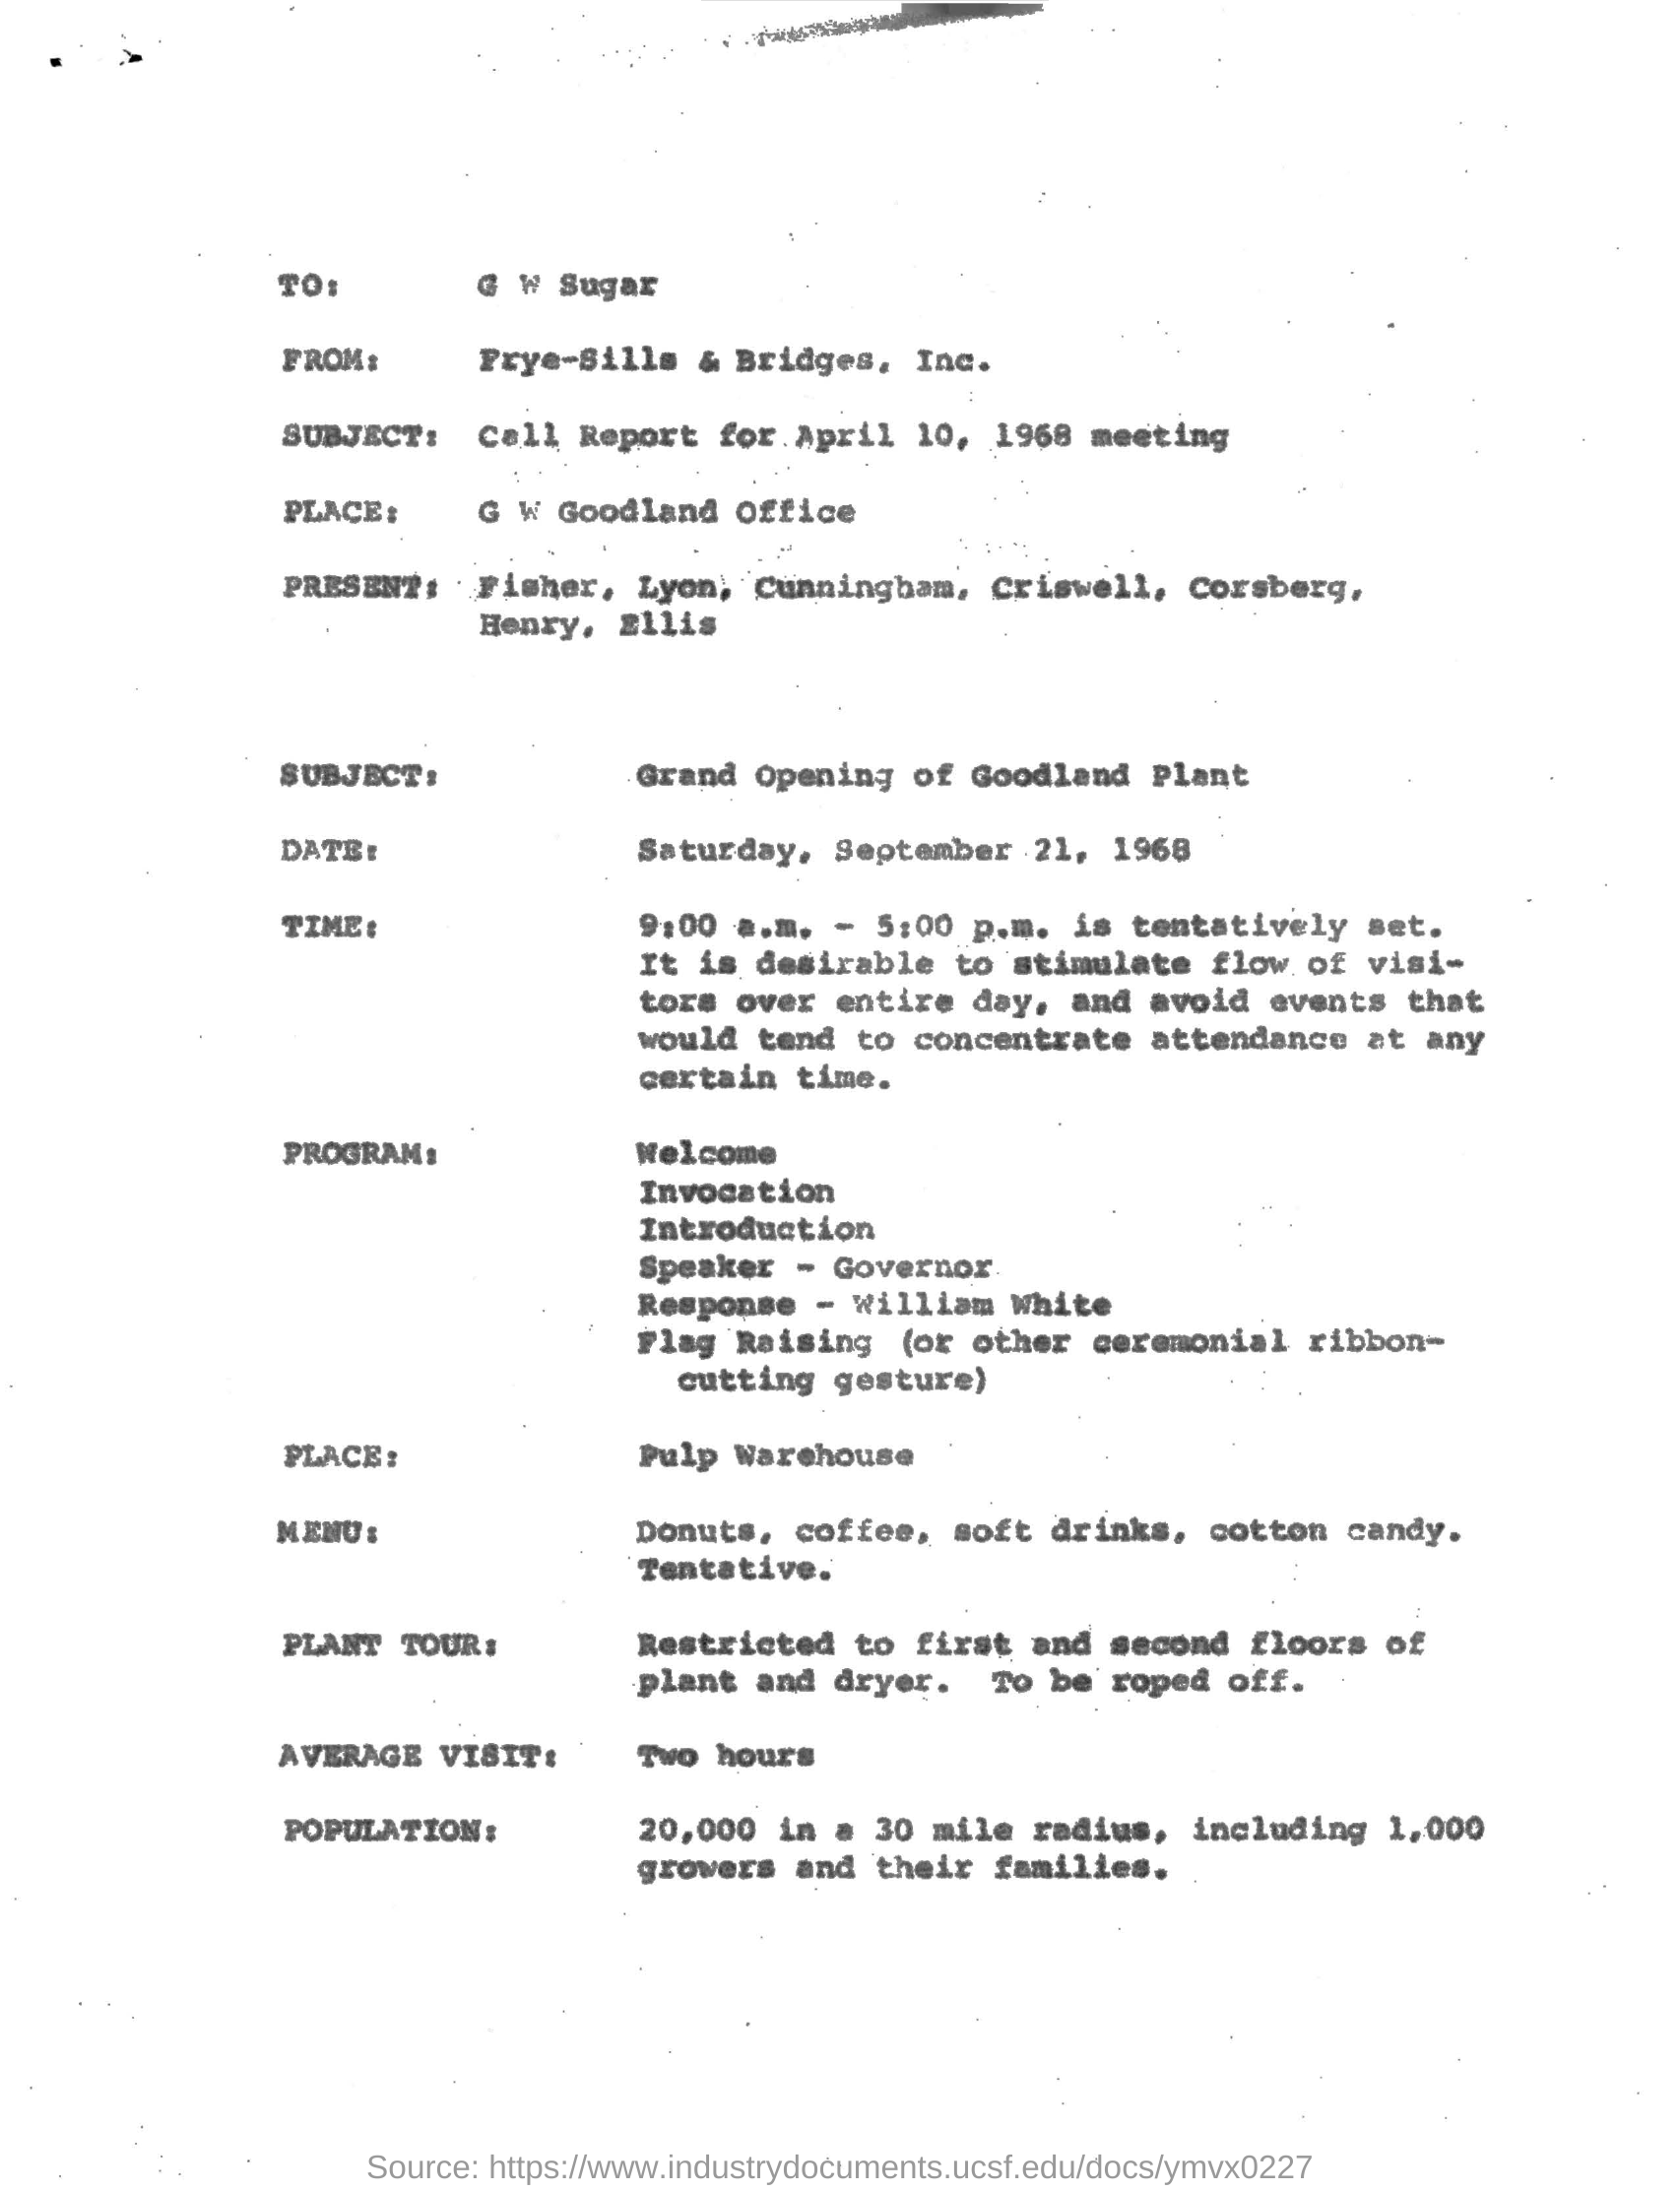 TO: G W Sugar
FROM: Frye-Sills & Bridges, Inc.
SUBJECT: Call Report for April 10, 1968 meeting
PLACE: G W Goodland Office
PRESENT: Fisher, Lyon, Cunningham, Criswell, Corsberg,
Henry, Ellis
SUBJECT: Grand Opening of Goodland Plant
DATE: Saturday, September 21, 1968
TIME: 9:00 a.m. - 5:00 p.m. is tentatively set.
It is desirable to stimulate flow of visi-
tors over entire day, and avoid events that
would tend to concentrate attendance at any
certain time.
PROGRAM: Welcome
Invocation
Introduction
Speaker - Governor
Response - William White
Flag Raising (or other ceremonial ribbon-
cutting gesture)
PLACE: Pulp Warehouse
MENU: Donuts, coffee, soft drinks, cotton candy.
Tentative.
PLANT TOUR: Restricted to first and second floors of
plant and dryer. To be roped off.
AVERAGE VISIT: Two hours
POPULATION: 20,000 in a 30 mile radius, including 1,000
growers and their families.
Source: https://www.industrydocuments.ucsf.edu/docs/ymvx0227